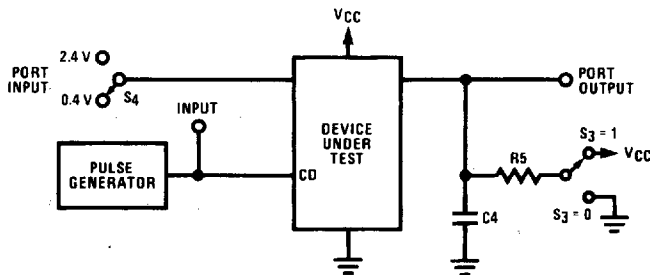 VCC
2.4 V
PORT INPUT
0.4 V
S4
INPUT
PULSE GENERATOR
CD
DEVICE UNDER TEST
PORT OUTPUT
S3 = 1
VCC
R5
C4
S3 = 0